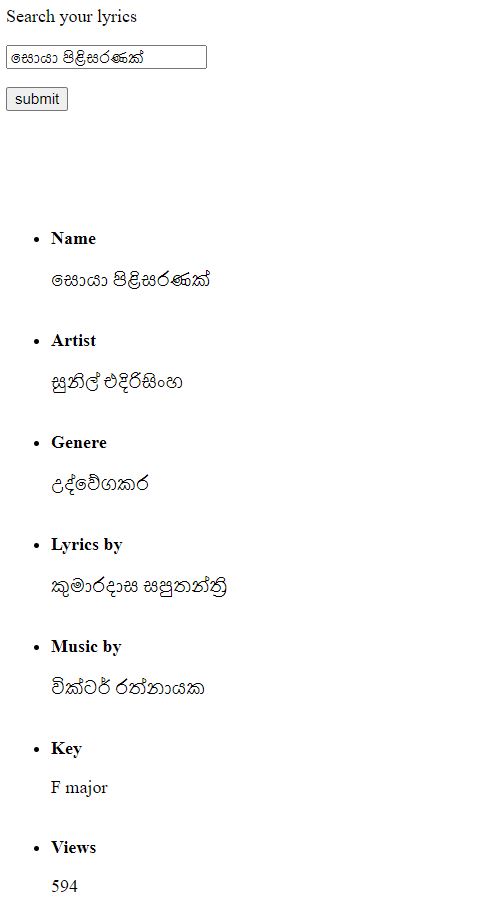 Search your lyrics
සොයා පිළිසරණක්
submit
Name
සොයා පිළිසරණක්
Artist
සුනිල් එදිරිසිංහ
Genere
උද්වේගකර
Lyrics by
කුමාරදාස සපුතන්ත්‍රි
Music by
වික්ටර් රත්නායක
Key
F major
Views
594